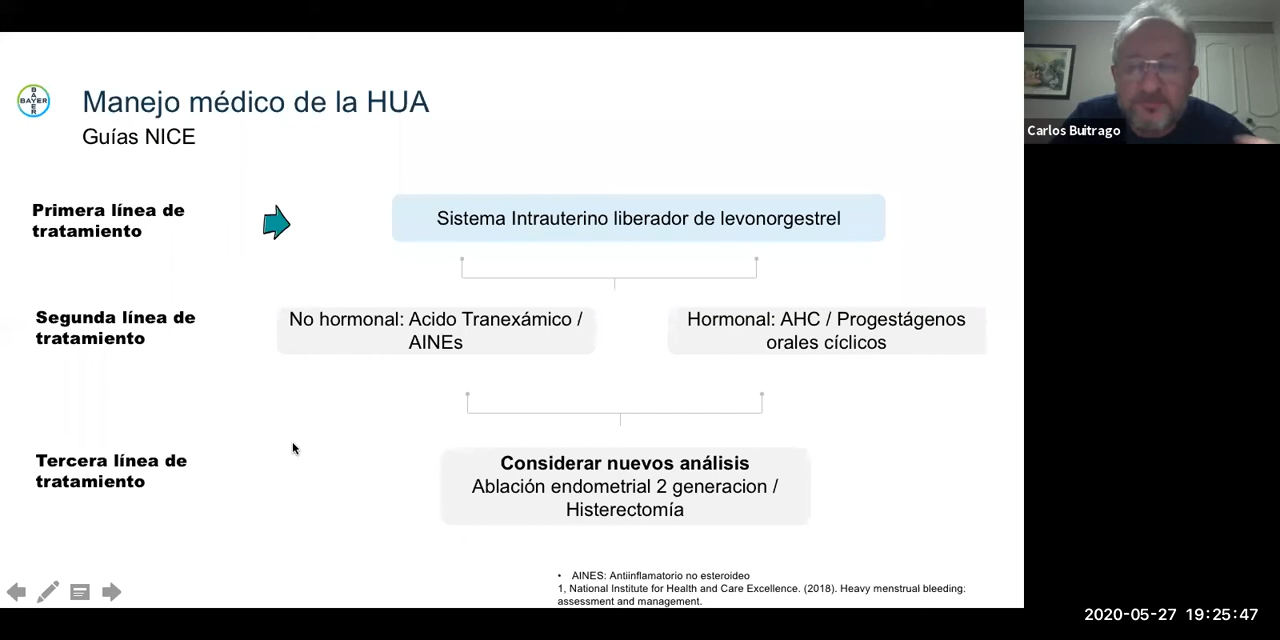 BAYER
Manejo médico de la HUA
Guías NICE
Primera línea de
tratamiento
Sistema Intrauterino liberador de levonorgestrel
Segunda línea de
tratamiento
No hormonal: Acido Tranexámico /
AINEs
Hormonal: AHC / Progestágenos
orales cíclicos
Tercera línea de
tratamiento
Considerar nuevos análisis
Ablación endometrial 2 generacion /
Histerectomía
• AINES: Antiinflamatorio no esteroideo
1, National Institute for Health and Care Excellence. (2018). Heavy menstrual bleeding:
assessment and management.
Carlos Buitrago
2020-05-27 19:25:47